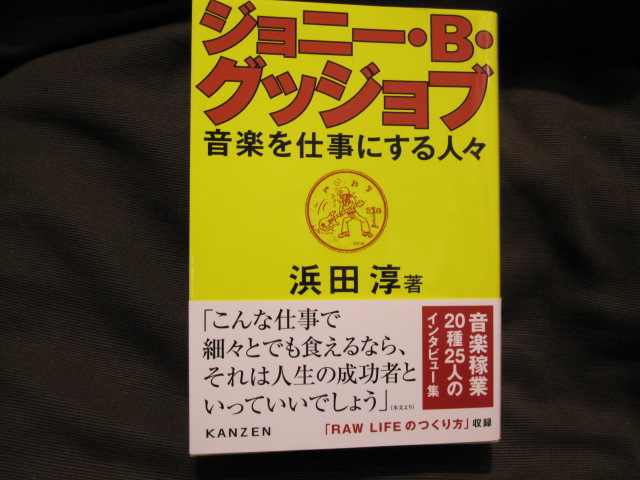 ジョニー・B・
グッジョブ
音楽を仕事にする人々
浜田 淳 著
「こんな仕事で
細々とでも食えるなら、
それは人生の成功者と
いっていいでしょう」（本文より）
音楽稼業
20種25人の
インタビュー集
KANZEN
「RAW LIFEのつくり方」収録